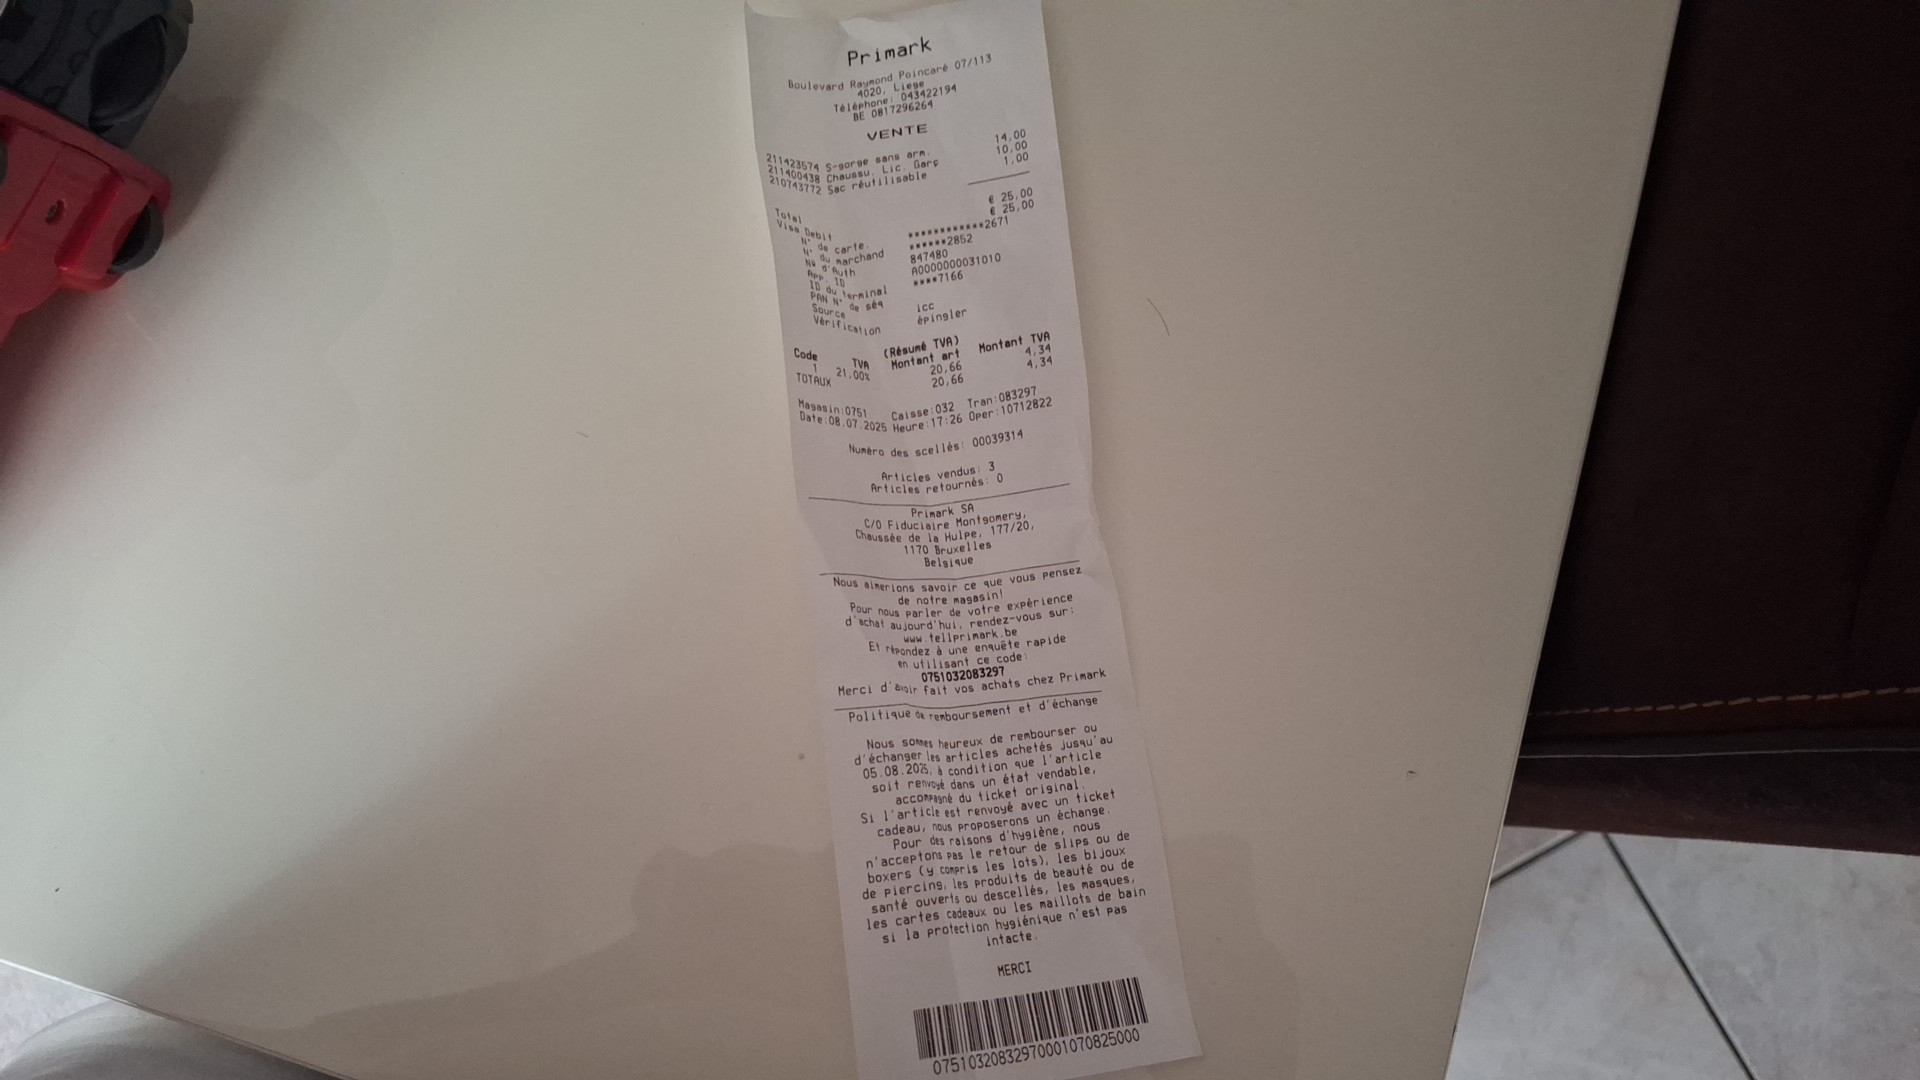 Primark
Boulevard Raymond Poincaré 07/113
4020, Liege
Téléphone: 043422194
BE 0817296264
VENTE
211423574 S-gorge sans arm. 14,00
211400438 Chaussu. Lic. Garç 10,00
210743772 Sac réutilisable 1,00
Total € 25,00
Visa Debit € 25,00
N° de carte. ************2671
N° du marchand ******2852
N° d'Auth 847480
App. ID A0000000031010
ID du terminal ****7166
PAN N° de séq
Source icc
Vérification épingler
(Résumé TVA)
Code TVA Montant art Montant TVA
1 21.00% 20,66 4,34
TOTAUX 20,66 4,34
Magasin:0751 Caisse:032 Tran:083297
Date:08.07.2025 Heure:17:26 Oper:10712822
Numéro des scellés: 00039314
Articles vendus: 3
Articles retournés: 0
Primark SA
C/O Fiduciaire Montgomery,
Chaussée de la Hulpe, 177/20,
1170 Bruxelles
Belgique
Nous aimerions savoir ce que vous pensez
de notre magasin!
Pour nous parler de votre expérience
d'achat aujourd'hui, rendez-vous sur:
www.tellprimark.be
Et répondez à une enquête rapide
en utilisant ce code:
0751032083297
Merci d'avoir fait vos achats chez Primark
Politique de remboursement et d'échange
Nous sommes heureux de rembourser ou
d'échanger les articles achetés jusqu'au
05.08.2025, à condition que l'article
soit renvoyé dans un état vendable,
accompagné du ticket original.
Si l'article est renvoyé avec un ticket
cadeau, nous proposerons un échange.
Pour des raisons d'hygiène, nous
n'acceptons pas le retour de slips ou de
boxers (y compris les lots), les bijoux
de piercing, les produits de beauté ou de
santé ouverts ou descellés, les masques,
les cartes cadeaux ou les maillots de bain
si la protection hygiénique n'est pas
intacte.
MERCI
07510320832970001070825000